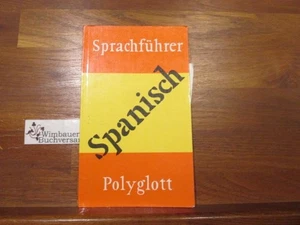 Sprachführer
Spanisch
Polyglott
Wimbauer
Buchversand